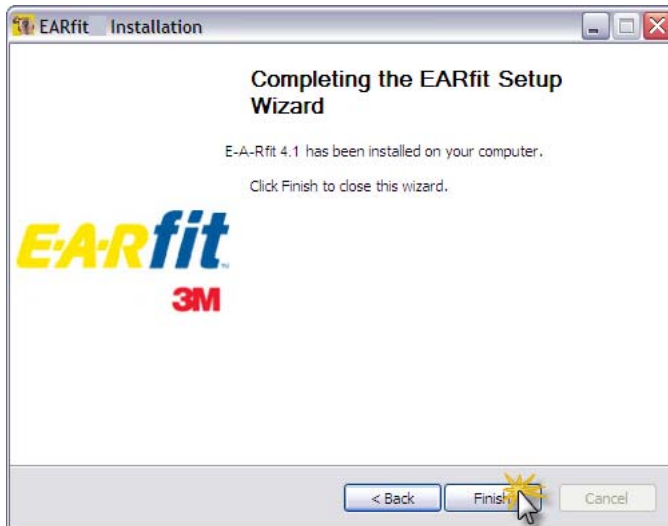 EARfit Installation
Completing the EARfit Setup
Wizard
E-A-Rfit 4.1 has been installed on your computer.
Click Finish to close this wizard.
E·A·Rfit™
3M
< Back Finish Cancel